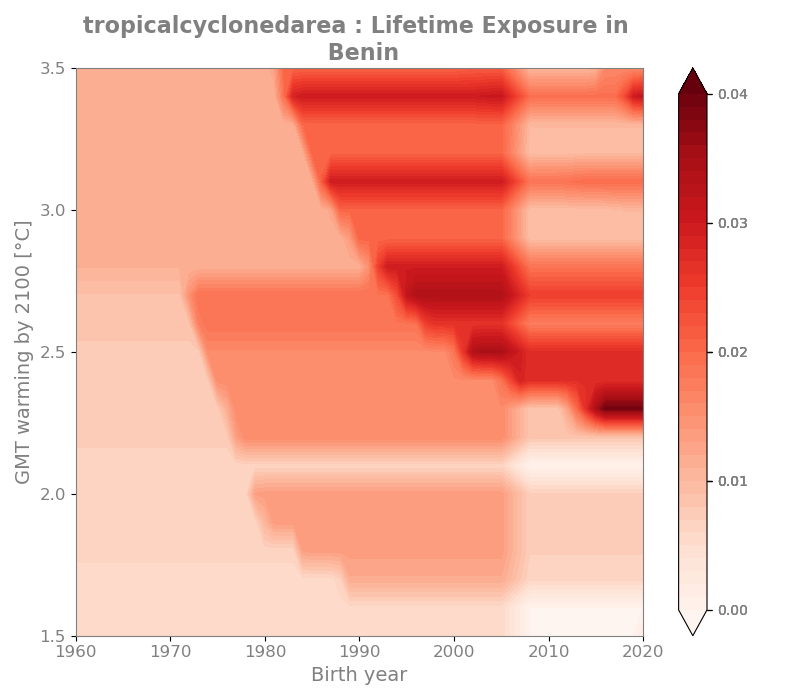 tropicalcyclonedarea : Lifetime Exposure in
Benin
GMT warming by 2100 [°C]
3.5
3.0
2.5
2.0
1.5
1960 1970 1980 1990 2000 2010 2020
Birth year
0.04
0.03
0.02
0.01
0.00